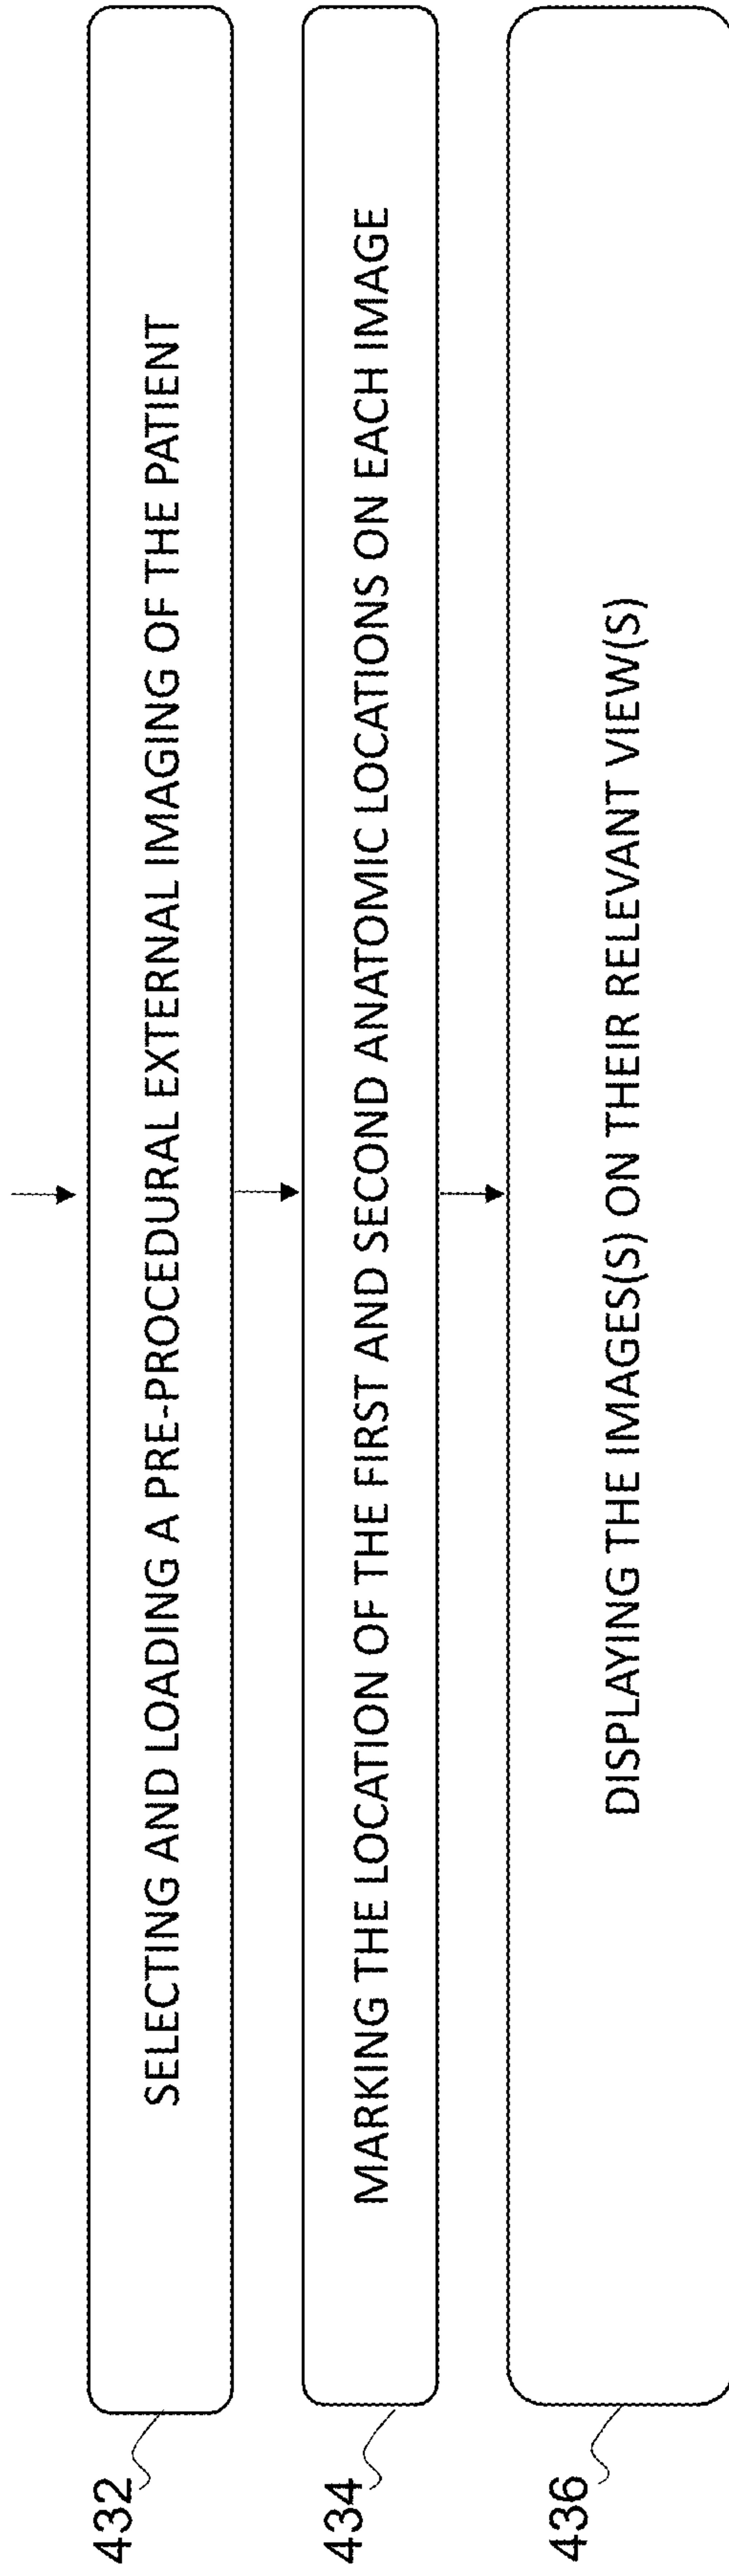 432
SELECTING AND LOADING A PRE-PROCEDURAL EXTERNAL IMAGING OF THE PATIENT
434
MARKING THE LOCATION OF THE FIRST AND SECOND ANATOMIC LOCATIONS ON EACH IMAGE
436
DISPLAYING THE IMAGES(S) ON THEIR RELEVANT VIEW(S)